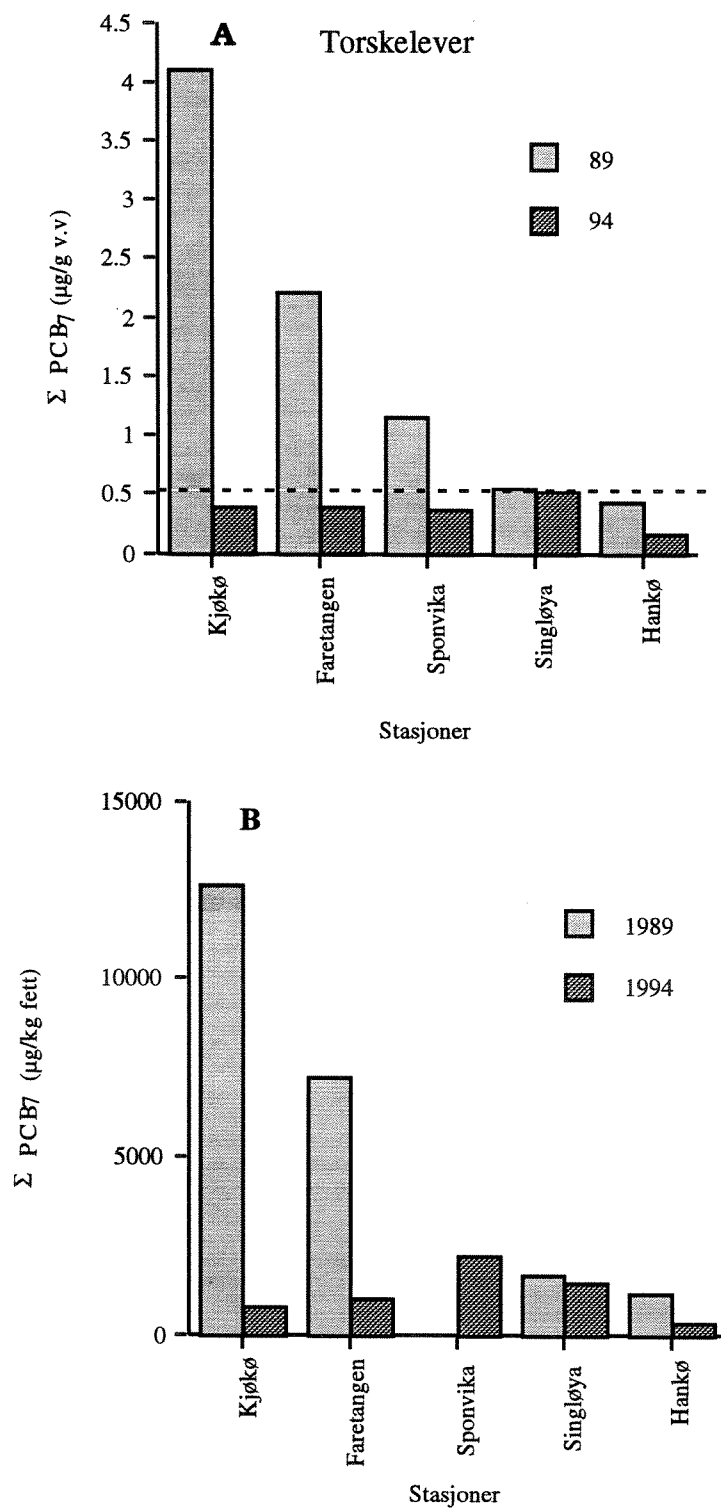 A
Torskelever
4.5
4
3.5
3
2.5
2
1.5
1
0.5
0
Σ PCB7 (µg/g v.v)
89
94
Kjøkø
Faretangen
Sponvika
Singløya
Hankø
Stasjoner
B
15000
10000
5000
0
Σ PCB7 (µg/kg fett)
1989
1994
Kjøkø
Faretangen
Sponvika
Singløya
Hankø
Stasjoner